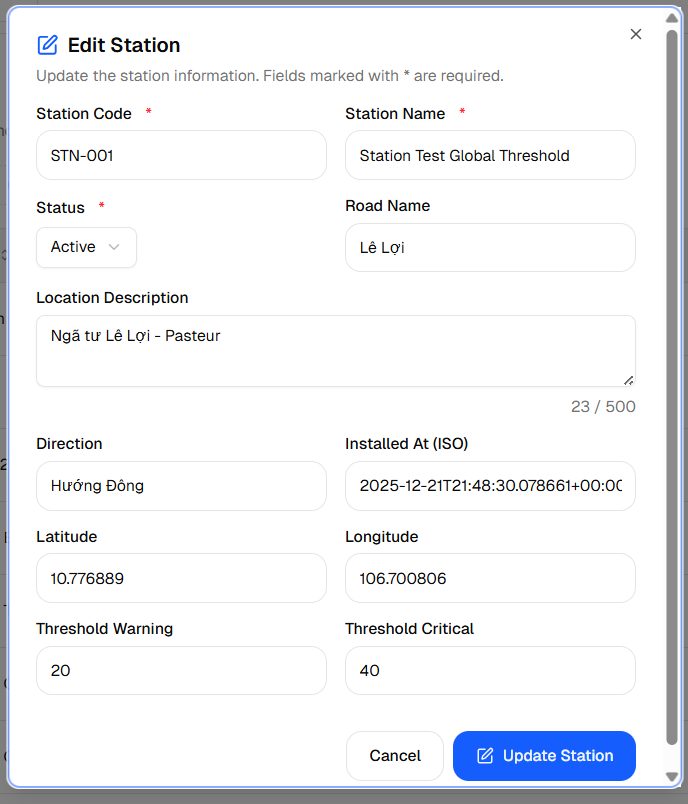 Edit Station
Update the station information. Fields marked with * are required.
Station Code *
Station Name *
STN-001
Station Test Global Threshold
Status *
Road Name
Active
Lê Lợi
Location Description
Ngã tư Lê Lợi - Pasteur
23 / 500
Direction
Installed At (ISO)
Hướng Đông
2025-12-21T21:48:30.078661+00:00
Latitude
Longitude
10.776889
106.700806
Threshold Warning
Threshold Critical
20
40
Cancel
Update Station